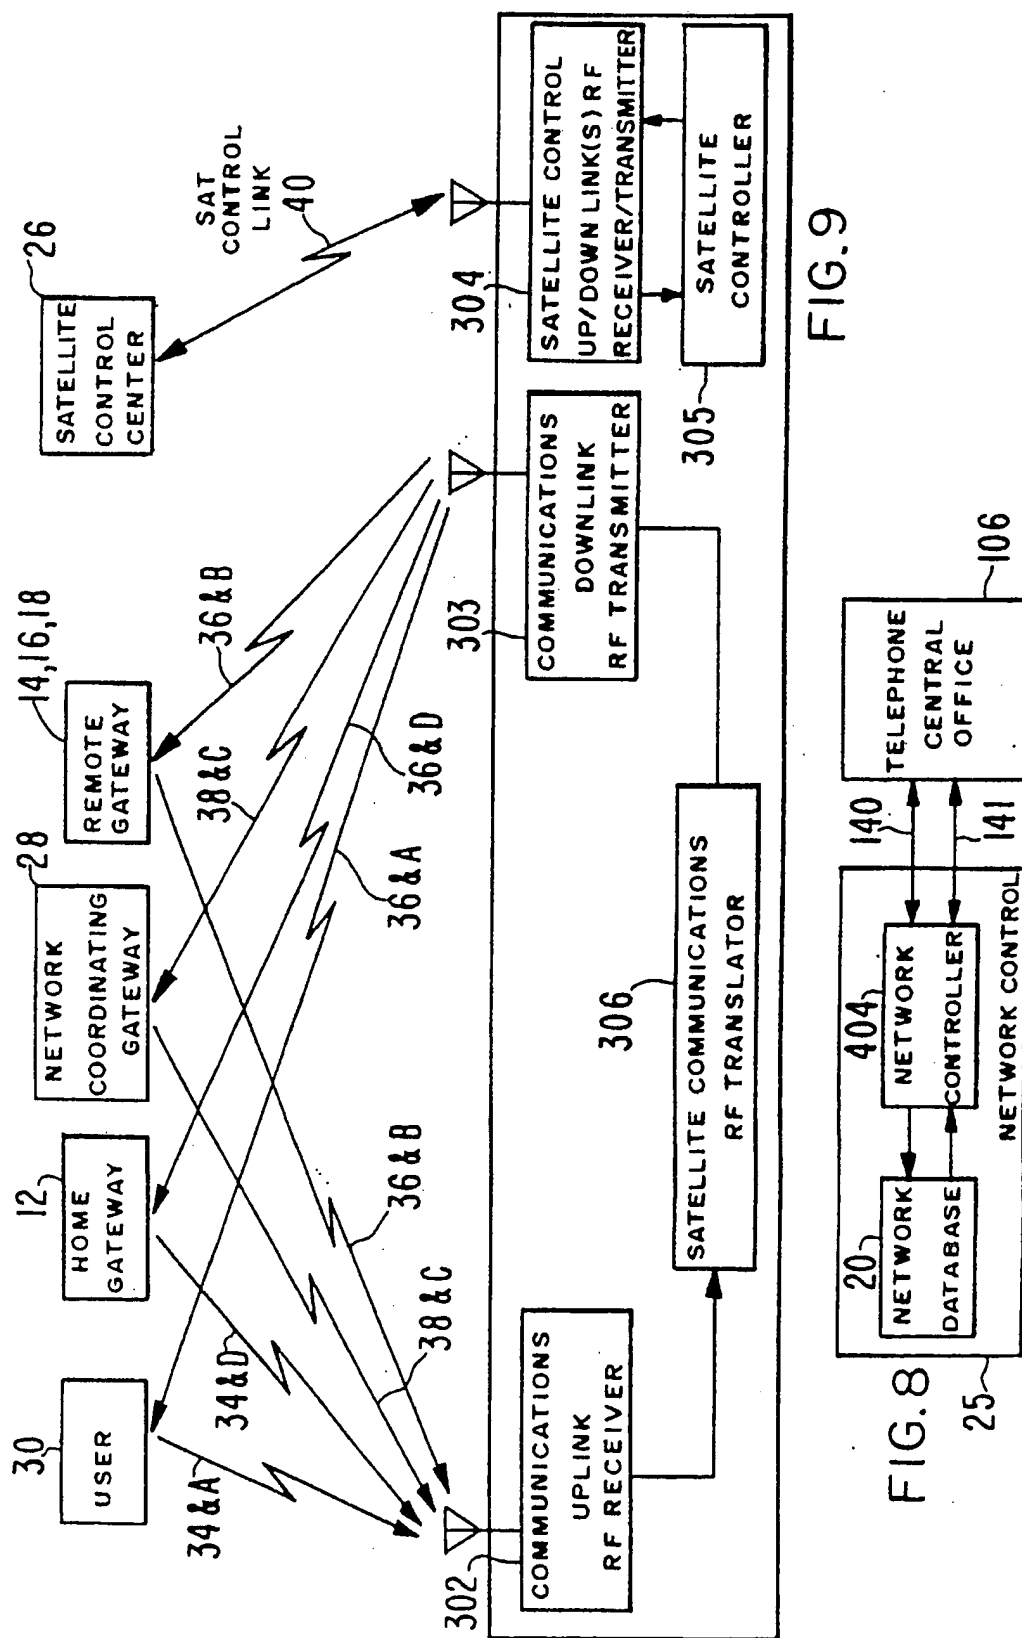 30
USER
12
HOME
GATEWAY
28
NETWORK
COORDINATING
GATEWAY
14,16,18
REMOTE
GATEWAY
26
SATELLITE
CONTROL
CENTER
SAT
CONTROL
LINK
40
34&A
34&D
38&C
36&B
36&A
36&D
38&C
36&B
302
COMMUNICATIONS
UPLINK
RF RECEIVER
306
SATELLITE COMMUNICATIONS
RF TRANSLATOR
303
COMMUNICATIONS
DOWNLINK
RF TRANSMITTER
304
SATELLITE CONTROL
UP/DOWN LINK(S) RF
RECEIVER/TRANSMITTER
305
SATELLITE
CONTROLLER
FIG.9
FIG.8
25
20
NETWORK
DATABASE
404
NETWORK
CONTROLLER
NETWORK CONTROL
140
141
TELEPHONE
CENTRAL
OFFICE
106